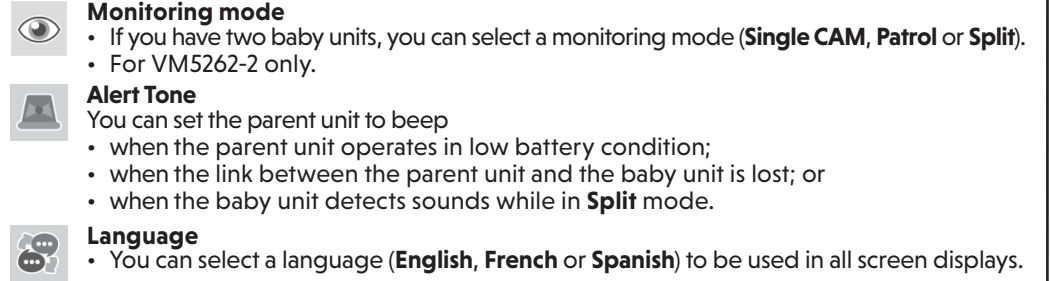 Monitoring mode
• If you have two baby units, you can select a monitoring mode (Single CAM, Patrol or Split).
• For VM5262-2 only.
Alert Tone
You can set the parent unit to beep
• when the parent unit operates in low battery condition;
• when the link between the parent unit and the baby unit is lost; or
• when the baby unit detects sounds while in Split mode.
Language
• You can select a language (English, French or Spanish) to be used in all screen displays.